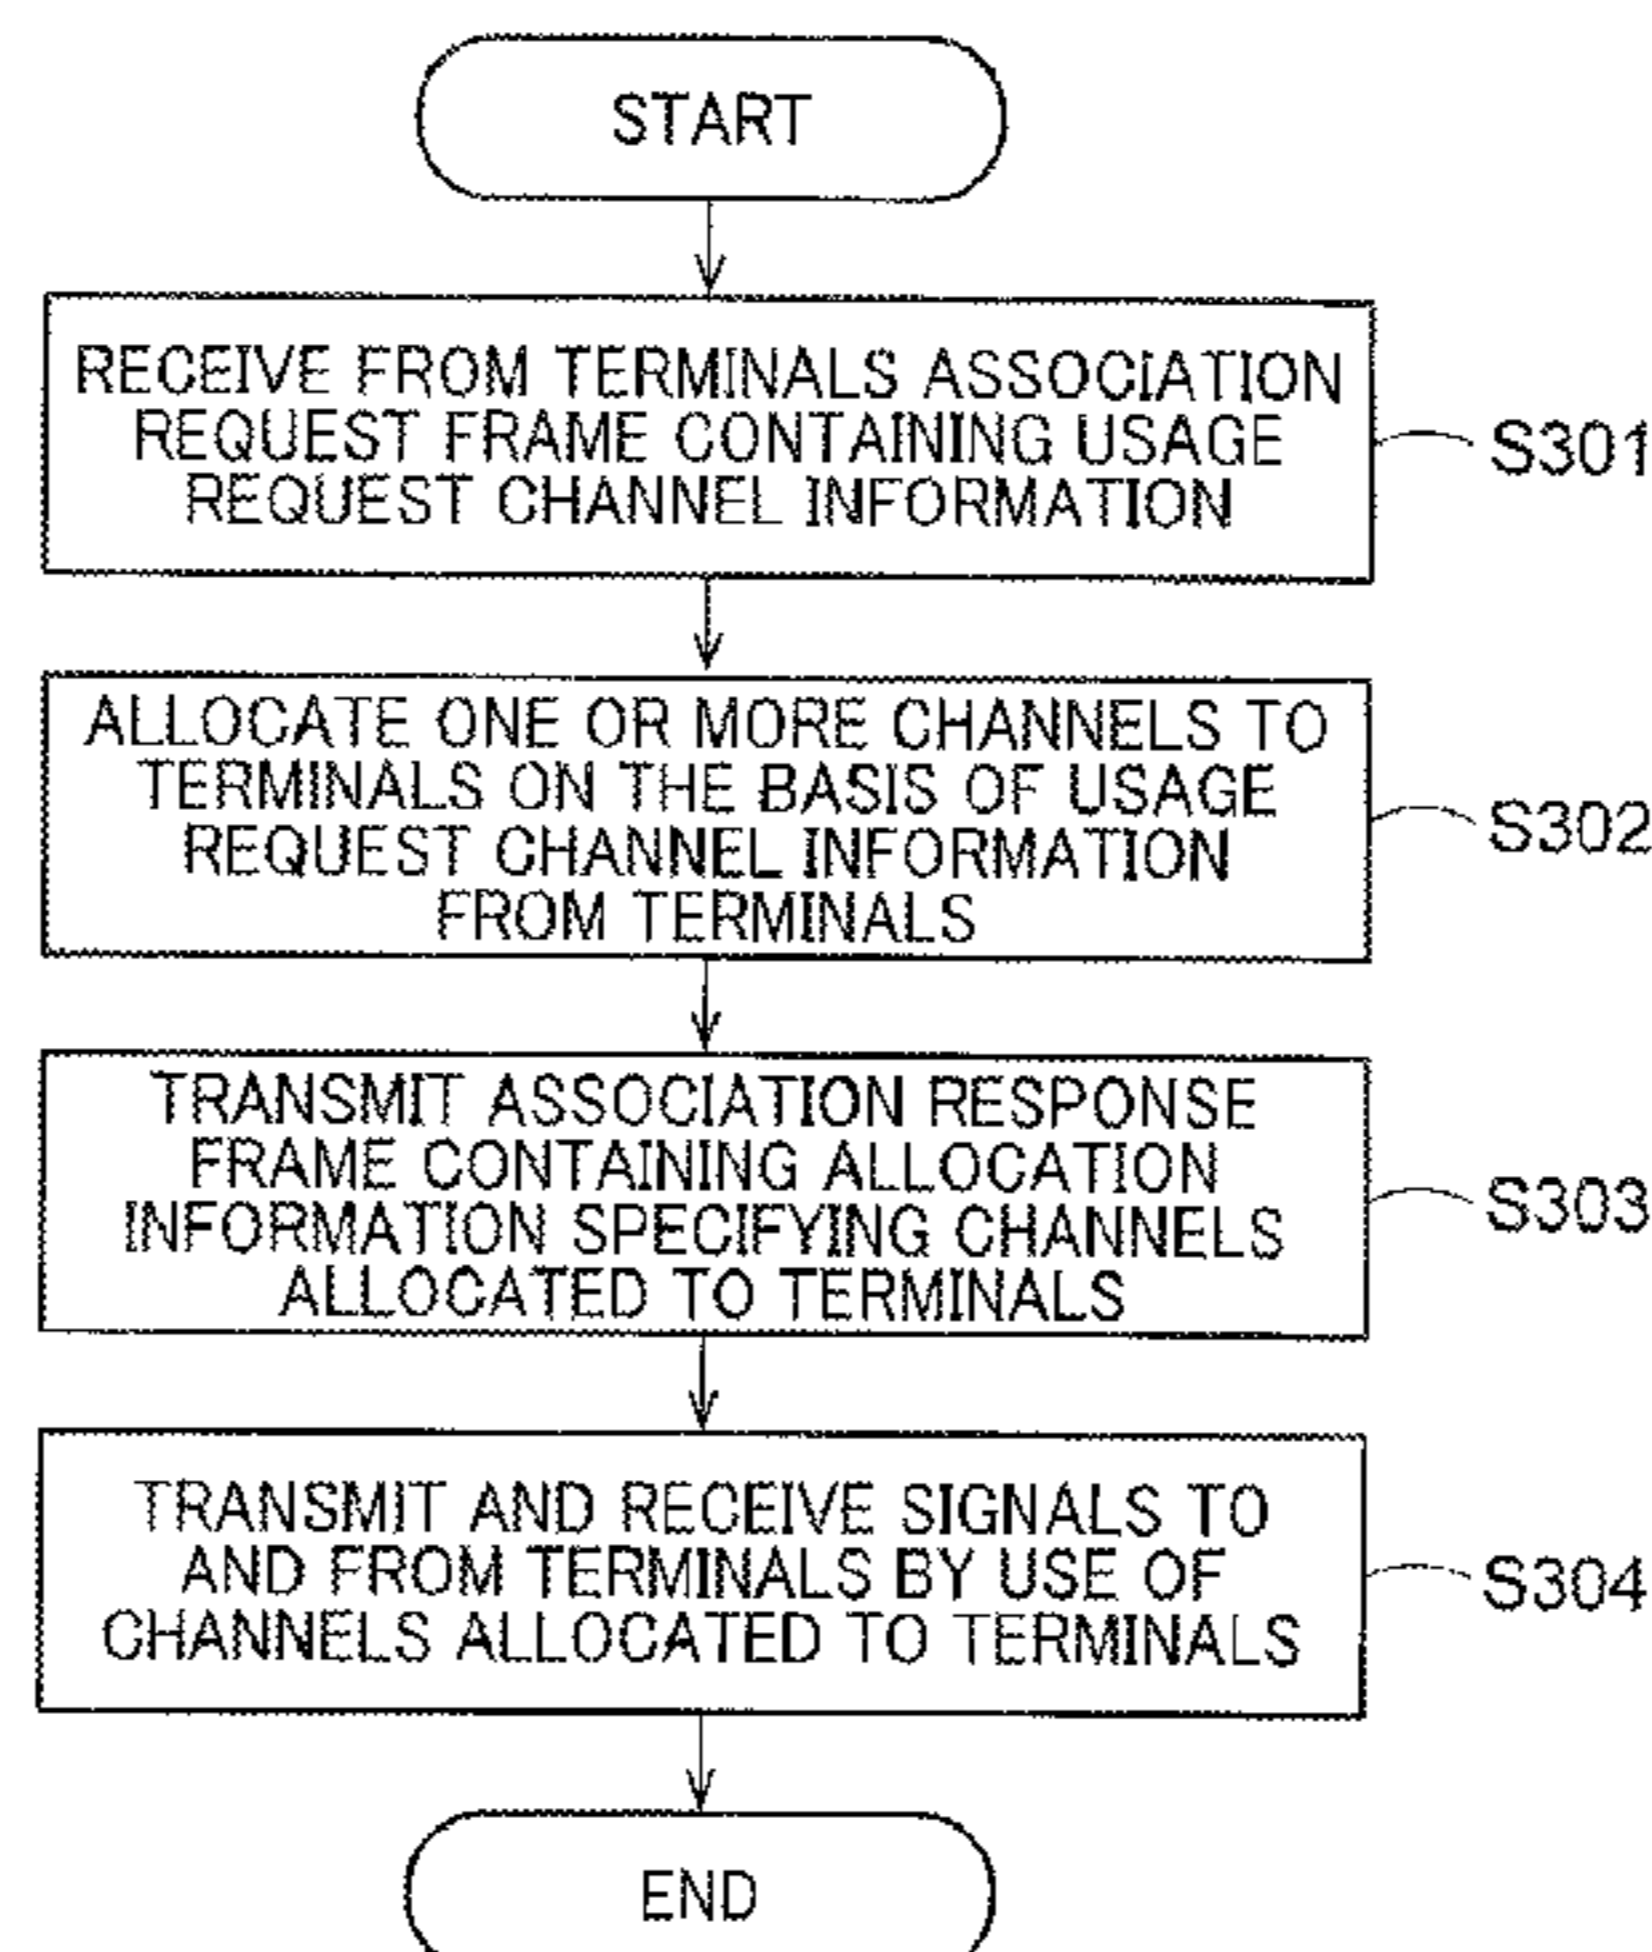 START
RECEIVE FROM TERMINALS ASSOCIATION
REQUEST FRAME CONTAINING USAGE
REQUEST CHANNEL INFORMATION
S301
ALLOCATE ONE OR MORE CHANNELS TO
TERMINALS ON THE BASIS OF USAGE
REQUEST CHANNEL INFORMATION
FROM TERMINALS
S302
TRANSMIT ASSOCIATION RESPONSE
FRAME CONTAINING ALLOCATION
INFORMATION SPECIFYING CHANNELS
ALLOCATED TO TERMINALS
S303
TRANSMIT AND RECEIVE SIGNALS TO
AND FROM TERMINALS BY USE OF
CHANNELS ALLOCATED TO TERMINALS
S304
END